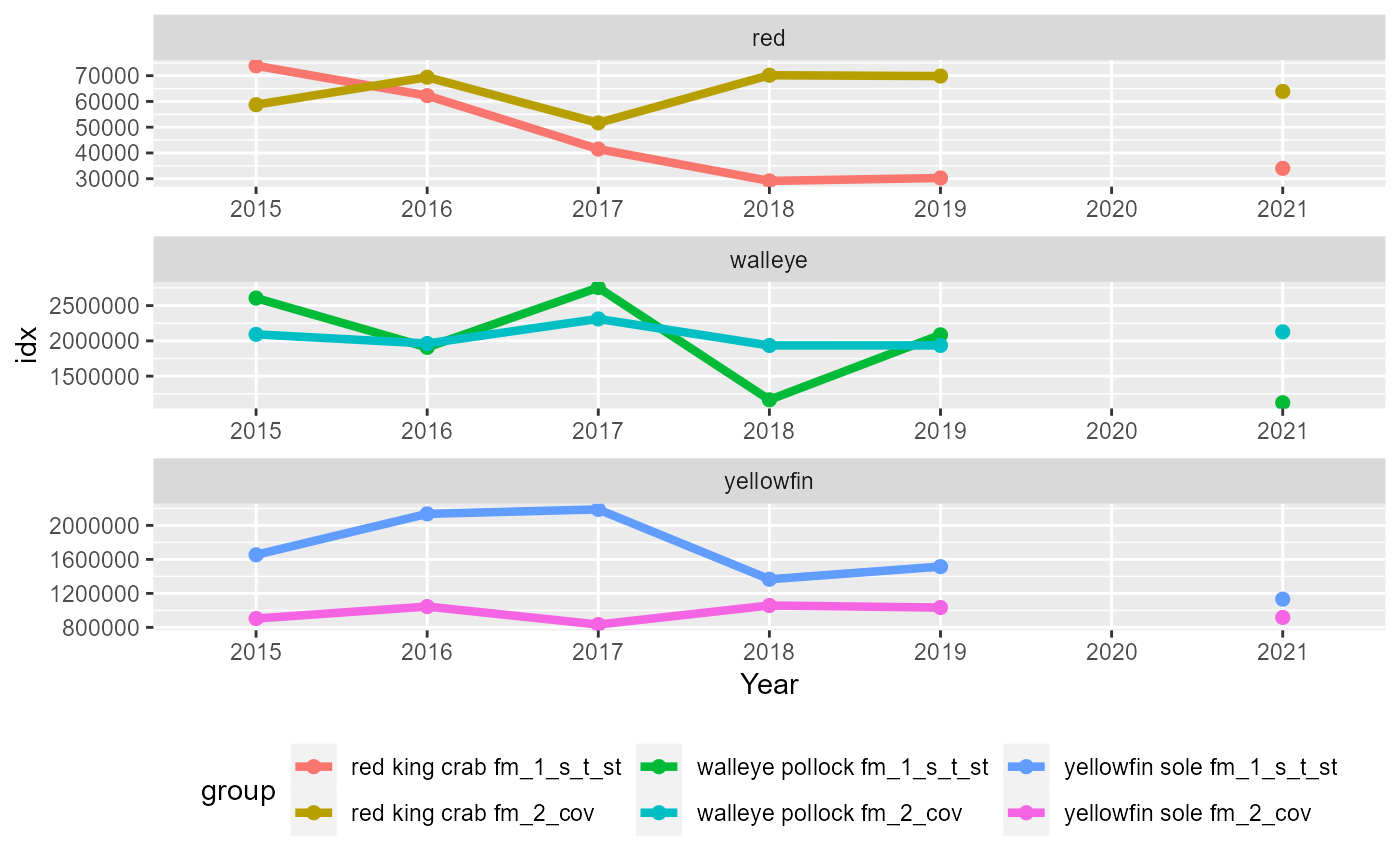 red
70000
60000
50000
40000
30000
2015 2016 2017 2018 2019 2020 2021
walleye
2500000
2000000
1500000
2015 2016 2017 2018 2019 2020 2021
yellowfin
2000000
1600000
1200000
800000
2015 2016 2017 2018 2019 2020 2021
idx
Year
group
red king crab fm_1_s_t_st walleye pollock fm_1_s_t_st yellowfin sole fm_1_s_t_st
red king crab fm_2_cov walleye pollock fm_2_cov yellowfin sole fm_2_cov